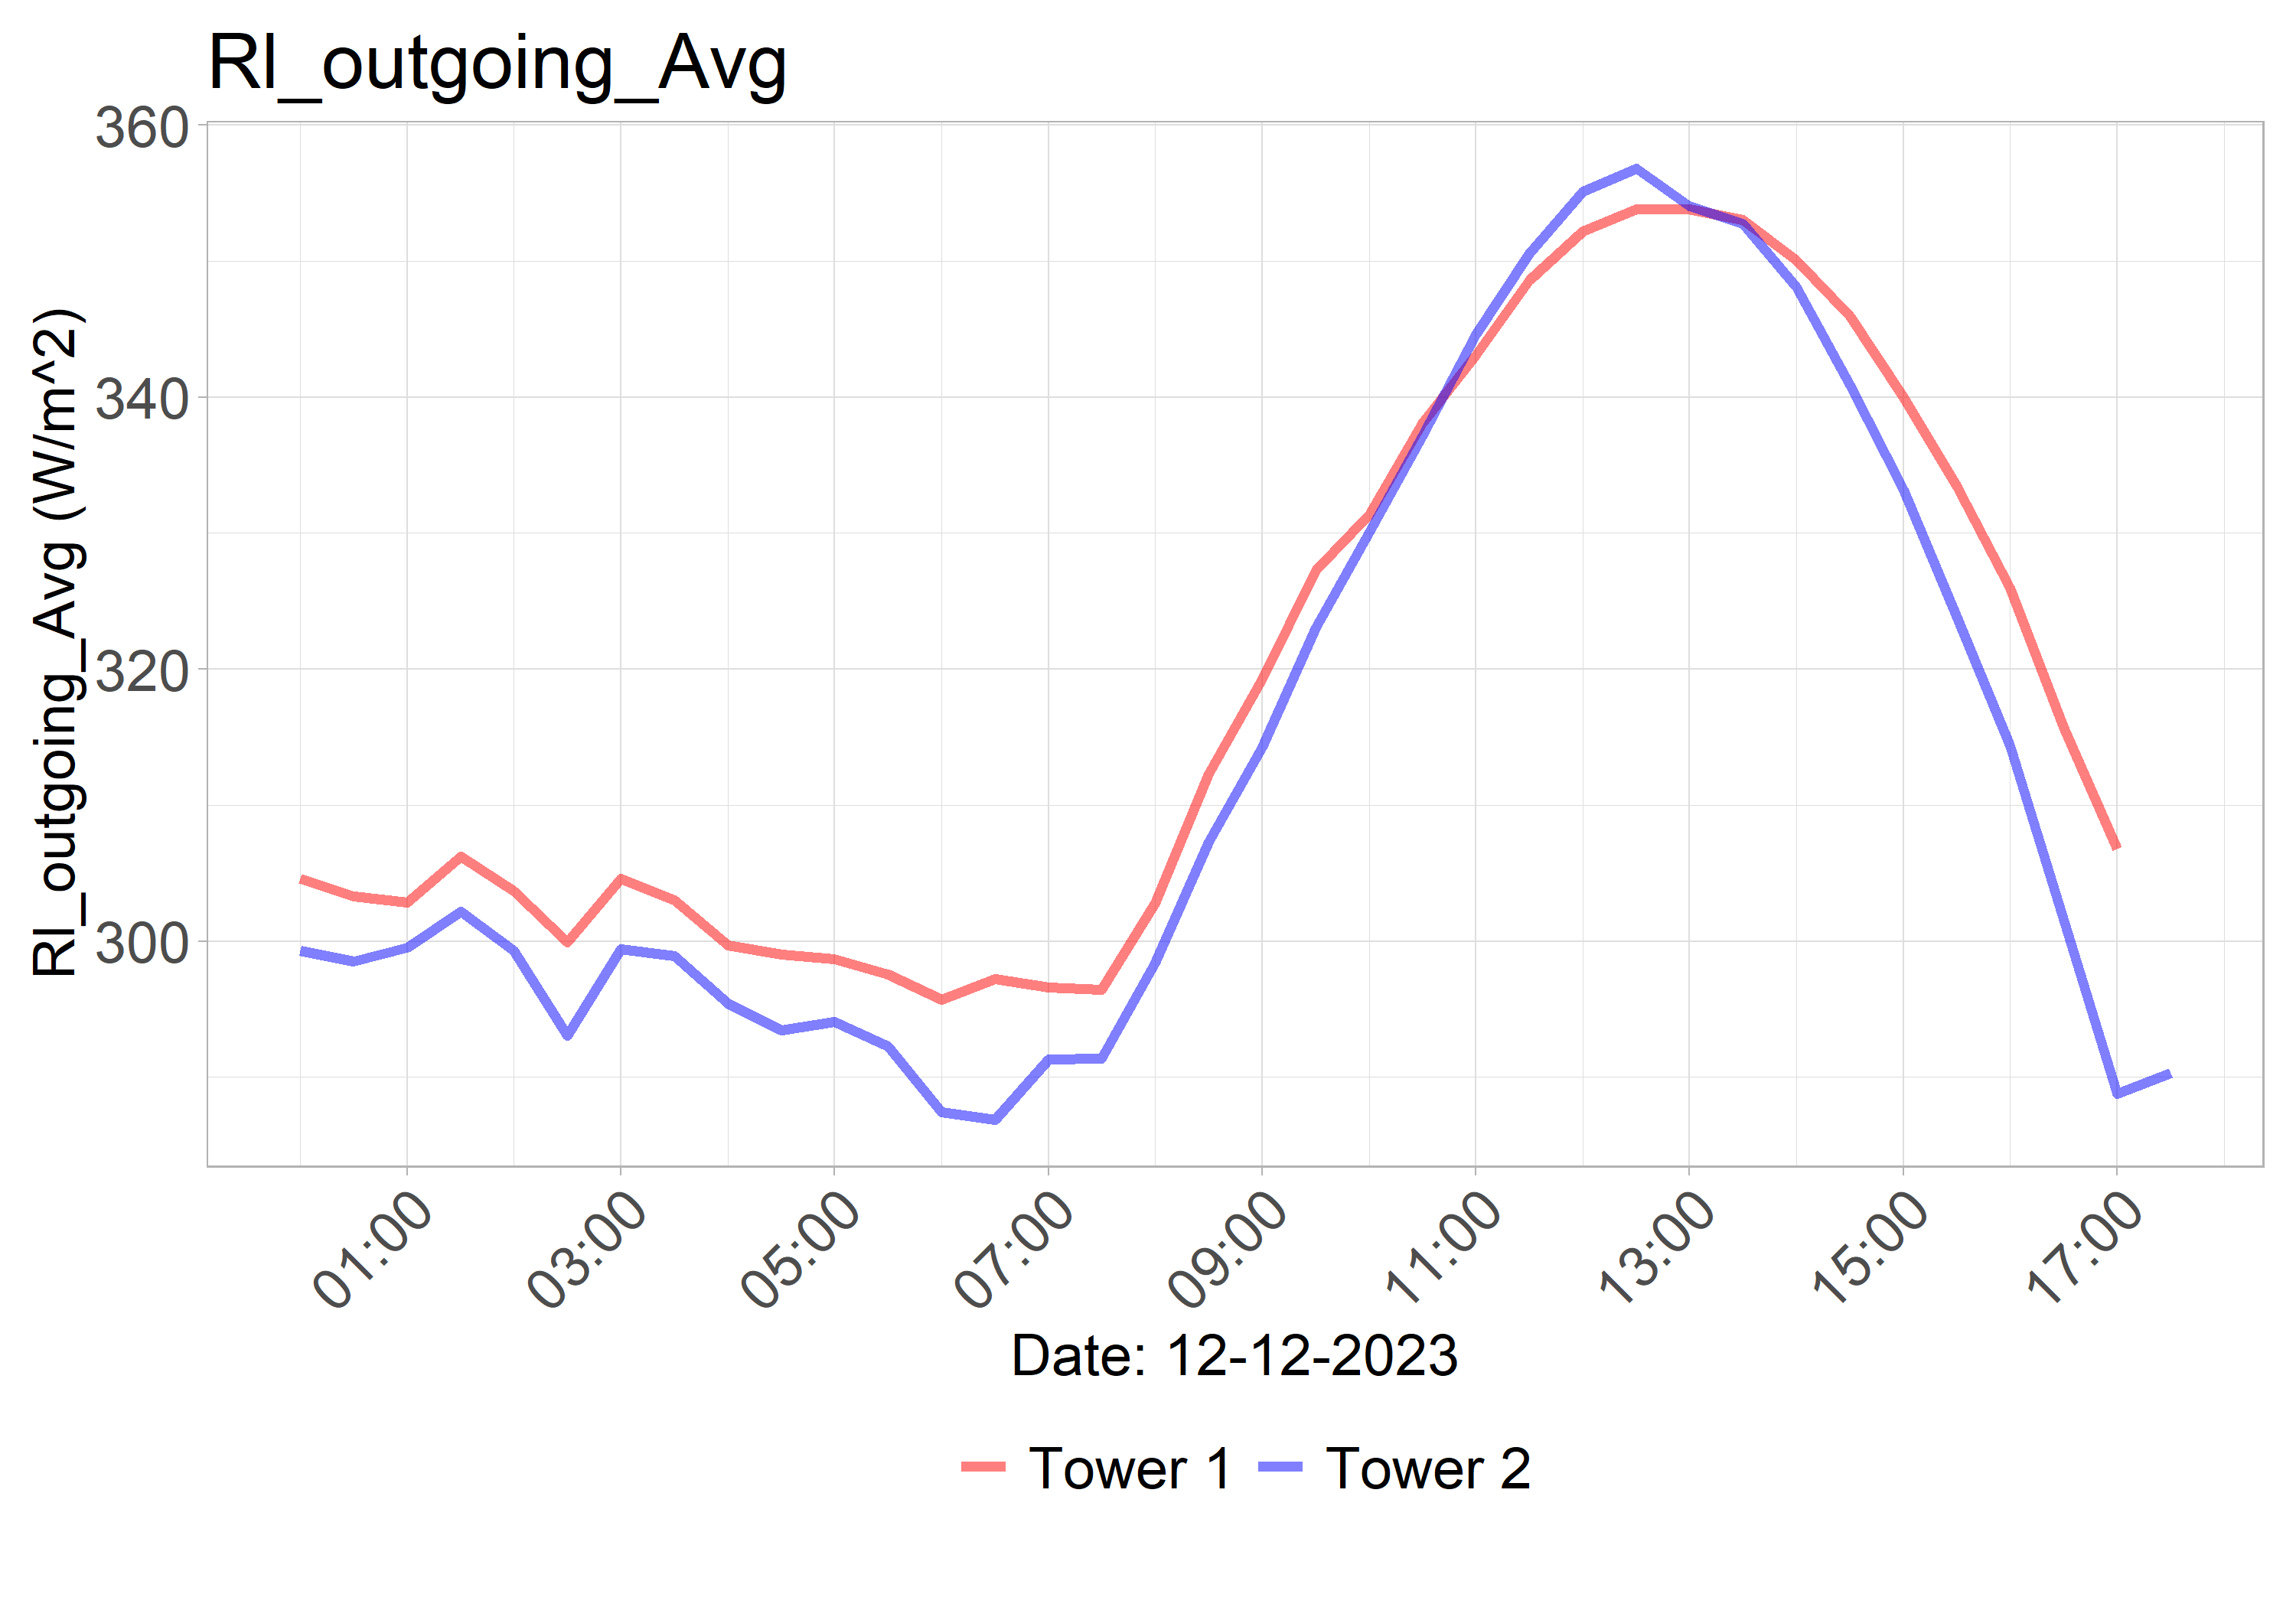 Rl_outgoing_Avg
Rl_outgoing_Avg (W/m^2)
360
340
320
300
01:00
03:00
05:00
07:00
09:00
11:00
13:00
15:00
17:00
Date: 12-12-2023
Tower 1
Tower 2